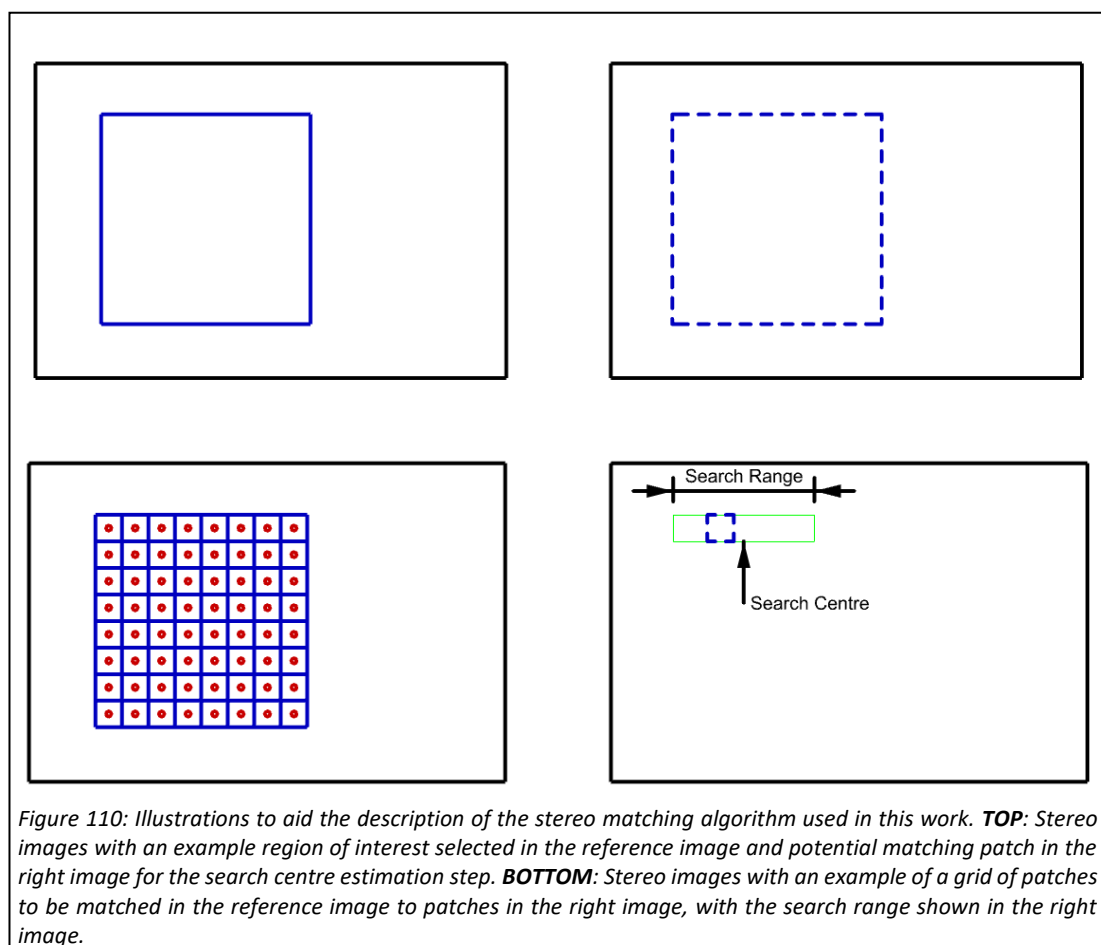 Search Range
Search Centre
Figure 110: Illustrations to aid the description of the stereo matching algorithm used in this work. TOP: Stereo
images with an example region of interest selected in the reference image and potential matching patch in the
right image for the search centre estimation step. BOTTOM: Stereo images with an example of a grid of patches
to be matched in the reference image to patches in the right image, with the search range shown in the right
image.